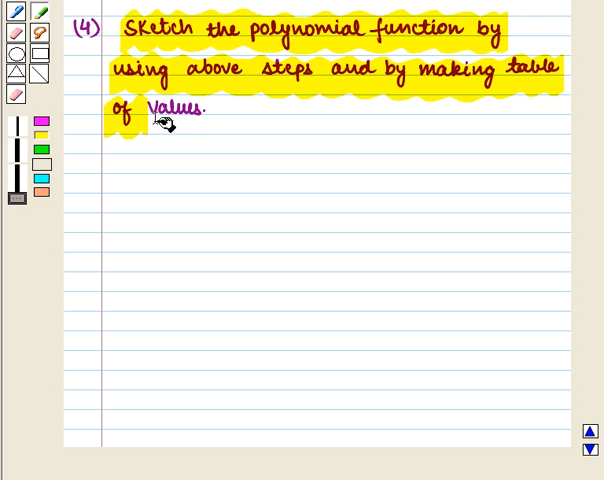 (4) Sketch the polynomial function by
using above steps and by making table
of values.